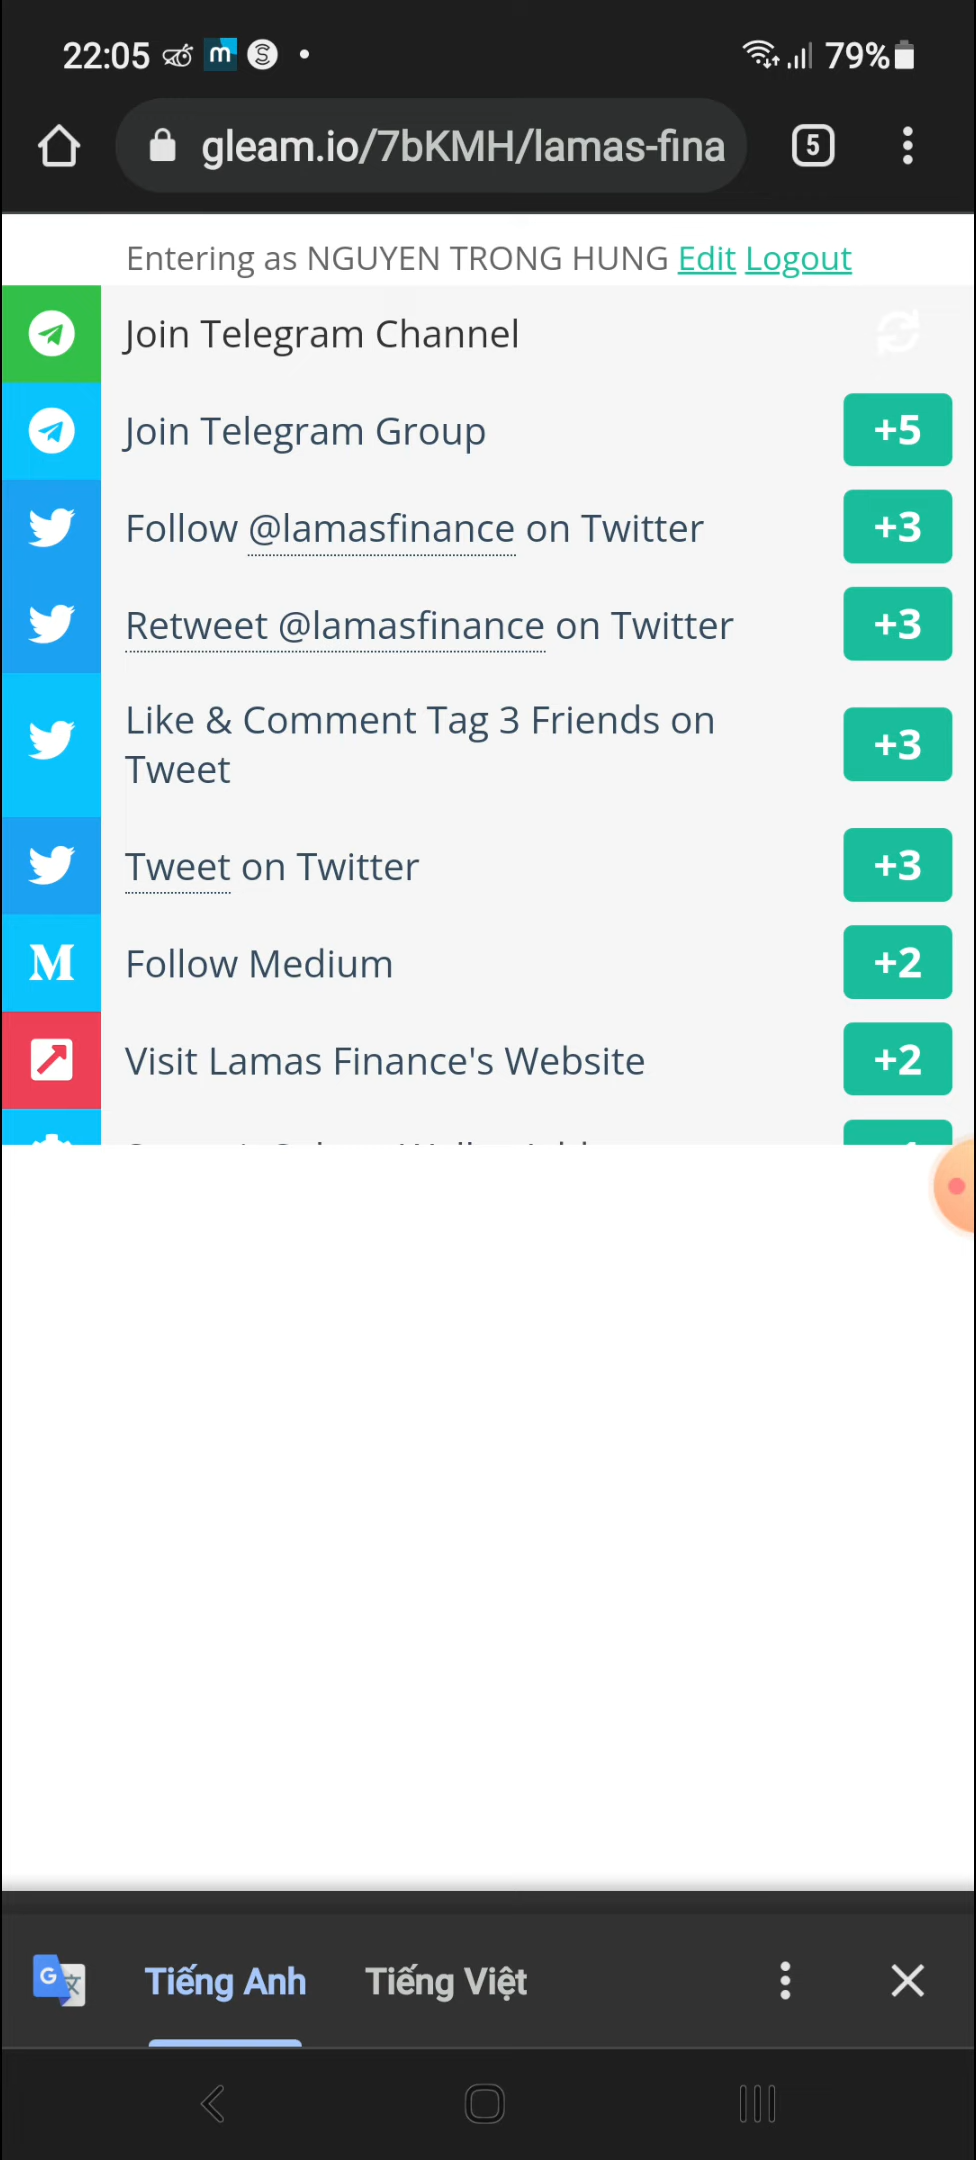 22:05
79%
gleam.io/7bKMH/lamas-fina
5
Entering as NGUYEN TRONG HUNG Edit Logout
Join Telegram Channel
Join Telegram Group
+5
Follow @lamasfinance on Twitter
+3
Retweet @lamasfinance on Twitter
+3
Like & Comment Tag 3 Friends on
Tweet
+3
Tweet on Twitter
+3
Follow Medium
+2
Visit Lamas Finance's Website
+2
Tiếng Anh
Tiếng Việt